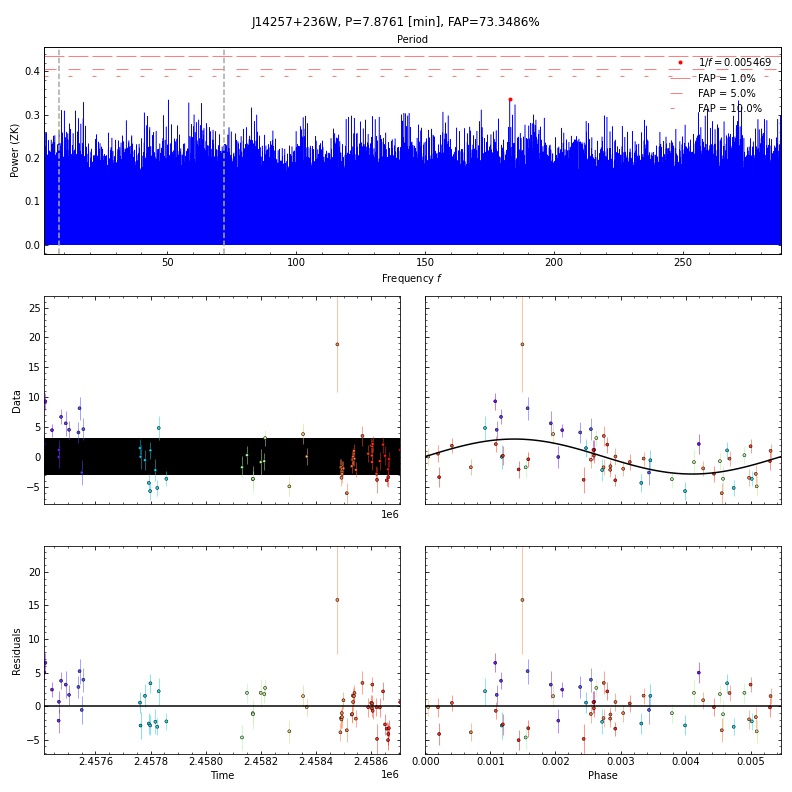 J14257+236W, P=7.8761 [min], FAP=73.3486%
Period
Power (ZK)
0.4
0.3
0.2
0.1
0.0
1/f = 0.005469
FAP = 1.0%
FAP = 5.0%
FAP = 10.0%
50
100
150
200
250
Frequency f
Data
25
20
15
10
5
0
−5
1e6
Residuals
20
15
10
5
0
−5
2.4576
2.4578
2.4580
2.4582
2.4584
2.4586
1e6
Time
0.000
0.001
0.002
0.003
0.004
0.005
Phase